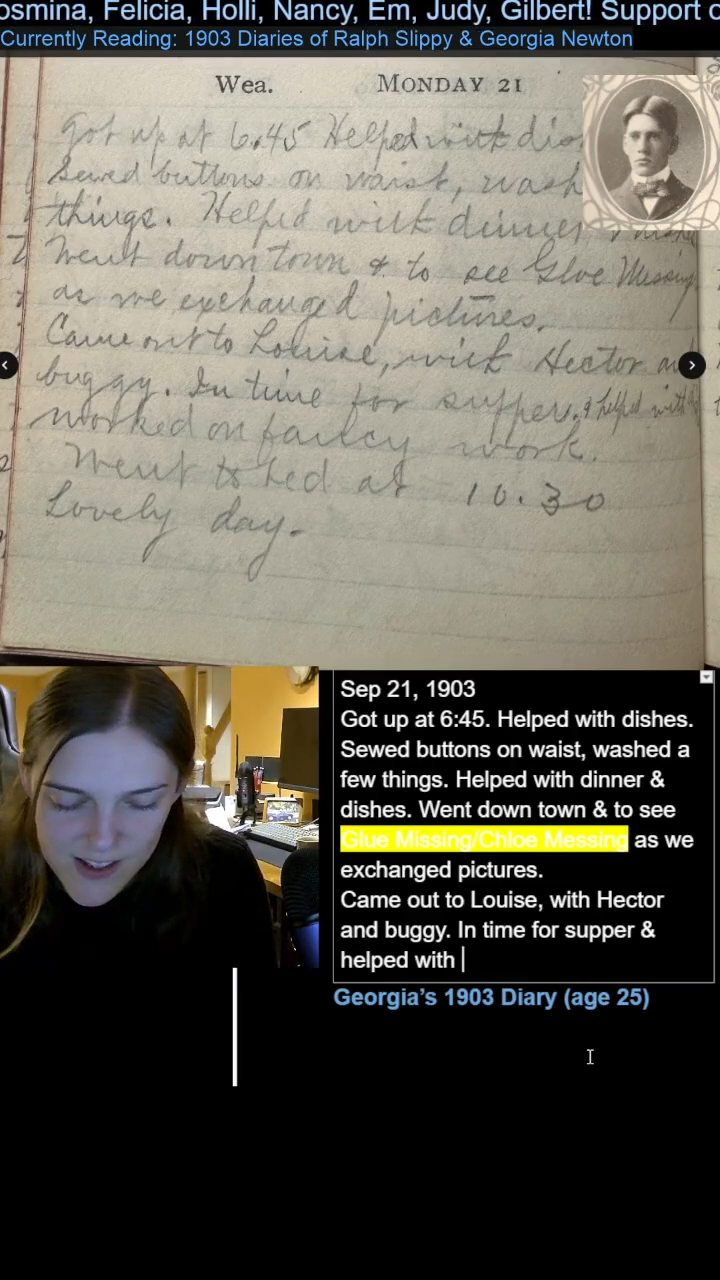 osmina, Felicia, Holli, Nancy, Em, Judy, Gilbert! Support o
Currently Reading: 1903 Diaries of Ralph Slippy & Georgia Newton
Wea. MONDAY 21
Got up at 6.45 Helped with dis
Sewed buttons on waist, wash
things. Helped with dinner
Went down town & to see
as we exchanged pictures.
Came out to Louise, with Hector an
buggy. In time for supper. & helped with
worked on fancy work.
Went to bed at 10.30
Lovely day.
Sep 21, 1903
Got up at 6:45. Helped with dishes.
Sewed buttons on waist, washed a
few things. Helped with dinner &
dishes. Went down town & to see
Glue Missing/Chloe Messing as we
exchanged pictures.
Came out to Louise, with Hector
and buggy. In time for supper &
helped with
Georgia's 1903 Diary (age 25)